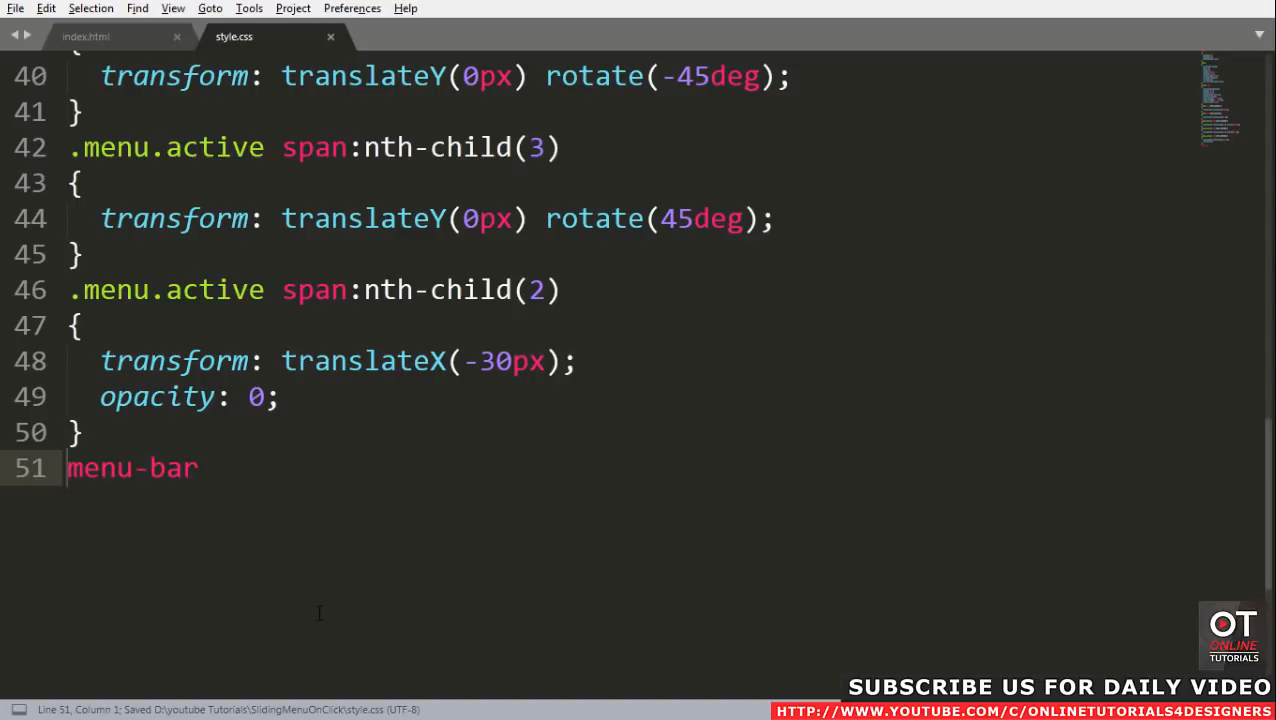 File Edit Selection Find View Goto Tools Project Preferences Help
index.html × style.css ×
{
40 transform: translateY(0px) rotate(-45deg);
41 }
42 .menu.active span:nth-child(3)
43 {
44 transform: translateY(0px) rotate(45deg);
45 }
46 .menu.active span:nth-child(2)
47 {
48 transform: translateX(-30px);
49 opacity: 0;
50 }
51 menu-bar
OT
ONLINE
TUTORIALS
SUBSCRIBE US FOR DAILY VIDEO
Line 51, Column 1; Saved D:\youtube Tutorials\SlidingMenuOnClick\style.css (UTF-8)
HTTP://WWW.YOUTUBE.COM/C/ONLINETUTORIALS4DESIGNERS